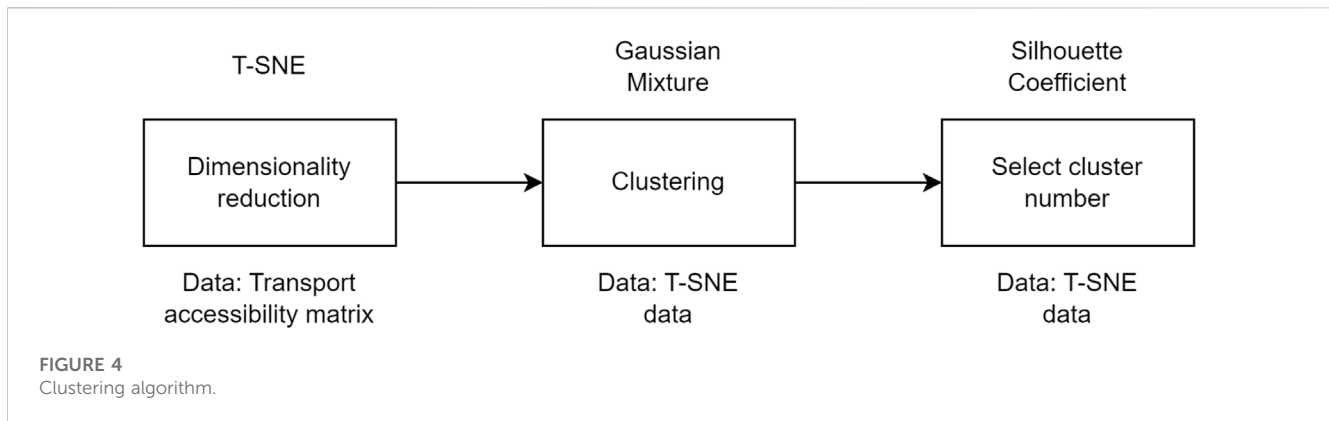 T-SNE
Gaussian
Mixture
Silhouette
Coefficient
Dimensionality
reduction
Clustering
Select cluster
number
Data: Transport
accessibility matrix
Data: T-SNE
data
Data: T-SNE
data
FIGURE 4
Clustering algorithm.